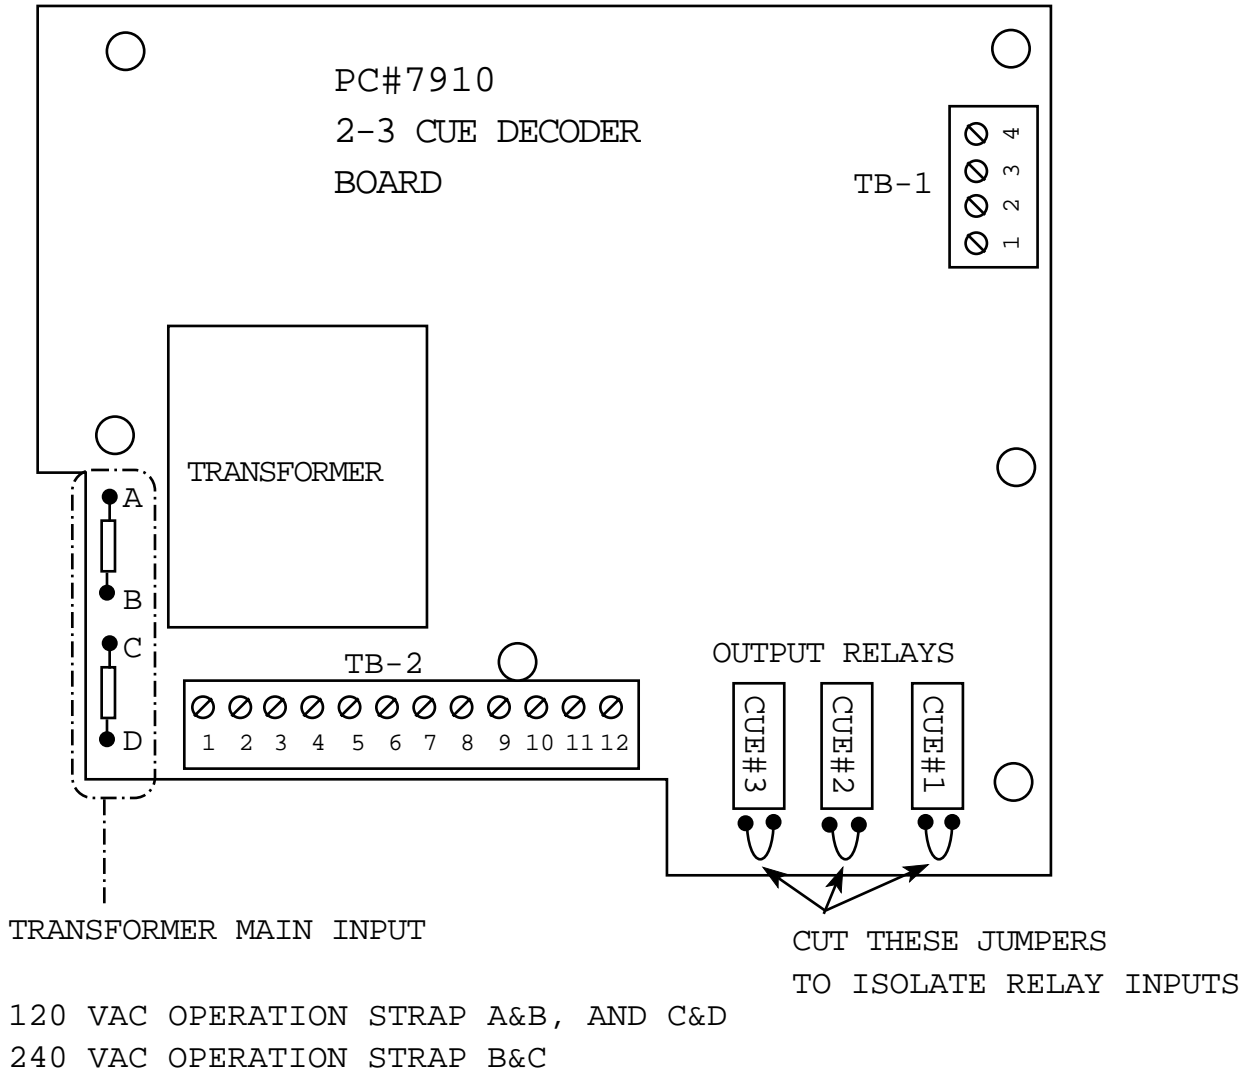 PC#7910
2-3 CUE DECODER
BOARD
TB-1
4
3
2
1
TRANSFORMER
A
B
C
D
TB-2
1 2 3 4 5 6 7 8 9 10 11 12
OUTPUT RELAYS
CUE#3
CUE#2
CUE#1
TRANSFORMER MAIN INPUT
CUT THESE JUMPERS
TO ISOLATE RELAY INPUTS
120 VAC OPERATION STRAP A&B, AND C&D
240 VAC OPERATION STRAP B&C